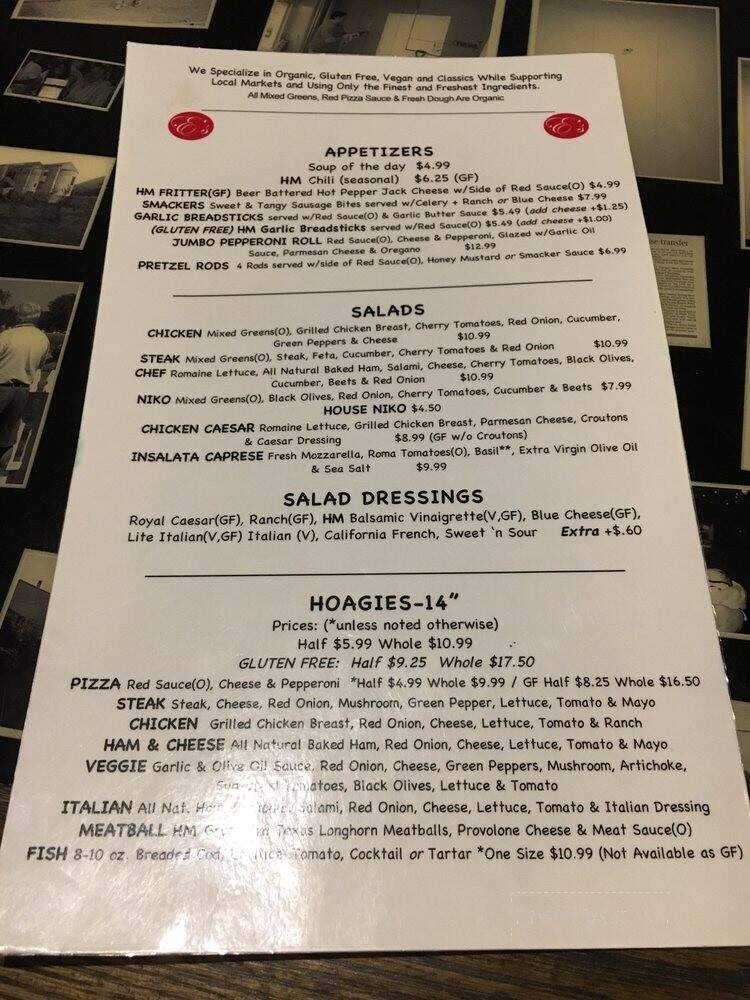 We Specialize in Organic, Gluten Free, Vegan and Classics While Supporting
Local Markets and Using Only the Finest and Freshest Ingredients.
All Mixed Greens, Red Pizza Sauce & Fresh Dough Are Organic
E's E's
APPETIZERS
Soup of the day $4.99
HM Chili (seasonal) $6.25 (GF)
HM FRITTER(GF) Beer Battered Hot Pepper Jack Cheese w/Side of Red Sauce(O) $4.99
SMACKERS Sweet & Tangy Sausage Bites served w/Celery + Ranch or Blue Cheese $7.99
GARLIC BREADSTICKS served w/Red Sauce(O) & Garlic Butter Sauce $5.49 (add cheese +$1.25)
(GLUTEN FREE) HM Garlic Breadsticks served w/Red Sauce(O) $5.49 (add cheese +$1.00)
JUMBO PEPPERONI ROLL Red Sauce(O), Cheese & Pepperoni, Glazed w/Garlic Oil
Sauce, Parmesan Cheese & Oregano $12.99
PRETZEL RODS 4 Rods served w/side of Red Sauce(O), Honey Mustard or Smacker Sauce $6.99
SALADS
CHICKEN Mixed Greens(O), Grilled Chicken Breast, Cherry Tomatoes, Red Onion, Cucumber,
Green Peppers & Cheese $10.99
STEAK Mixed Greens(O), Steak, Feta, Cucumber, Cherry Tomatoes & Red Onion $10.99
CHEF Romaine Lettuce, All Natural Baked Ham, Salami, Cheese, Cherry Tomatoes, Black Olives,
Cucumber, Beets & Red Onion $10.99
NIKO Mixed Greens(O), Black Olives, Red Onion, Cherry Tomatoes, Cucumber & Beets $7.99
HOUSE NIKO $4.50
CHICKEN CAESAR Romaine Lettuce, Grilled Chicken Breast, Parmesan Cheese, Croutons
& Caesar Dressing $8.99 (GF w/o Croutons)
INSALATA CAPRESE Fresh Mozzarella, Roma Tomatoes(O), Basil**, Extra Virgin Olive Oil
& Sea Salt $9.99
SALAD DRESSINGS
Royal Caesar(GF), Ranch(GF), HM Balsamic Vinaigrette(V,GF), Blue Cheese(GF),
Lite Italian(V,GF) Italian (V), California French, Sweet 'n Sour Extra +$.60
HOAGIES-14"
Prices: (*unless noted otherwise)
Half $5.99 Whole $10.99
GLUTEN FREE: Half $9.25 Whole $17.50
PIZZA Red Sauce(O), Cheese & Pepperoni *Half $4.99 Whole $9.99 / GF Half $8.25 Whole $16.50
STEAK Steak, Cheese, Red Onion, Mushroom, Green Pepper, Lettuce, Tomato & Mayo
CHICKEN Grilled Chicken Breast, Red Onion, Cheese, Lettuce, Tomato & Ranch
HAM & CHEESE All Natural Baked Ham, Red Onion, Cheese, Lettuce, Tomato & Mayo
VEGGIE Garlic & Olive Oil Sauce, Red Onion, Cheese, Green Peppers, Mushroom, Artichoke,
Tomatoes, Black Olives, Lettuce & Tomato
ITALIAN All Nat. Ham Salami, Red Onion, Cheese, Lettuce, Tomato & Italian Dressing
MEATBALL HM Texas Longhorn Meatballs, Provolone Cheese & Meat Sauce(O)
FISH 8-10 oz. Breaded Cod, Lettuce, Tomato, Cocktail or Tartar *One Size $10.99 (Not Available as GF)